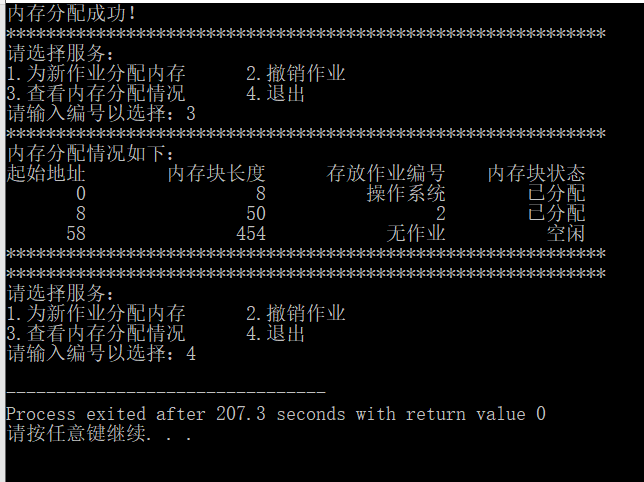 内存分配成功!
************************************************************
请选择服务:
1.为新作业分配内存      2.撤销作业
3.查看内存分配情况      4.退出
请输入编号以选择: 3
************************************************************
内存分配情况如下:
起始地址        内存块长度      存放作业编号    内存块状态
0               8               操作系统        已分配
8               50              2               已分配
58              454             无作业          空闲
************************************************************
************************************************************
请选择服务:
1.为新作业分配内存      2.撤销作业
3.查看内存分配情况      4.退出
请输入编号以选择: 4
--------------------------------
Process exited after 207.3 seconds with return value 0
请按任意键继续. . .